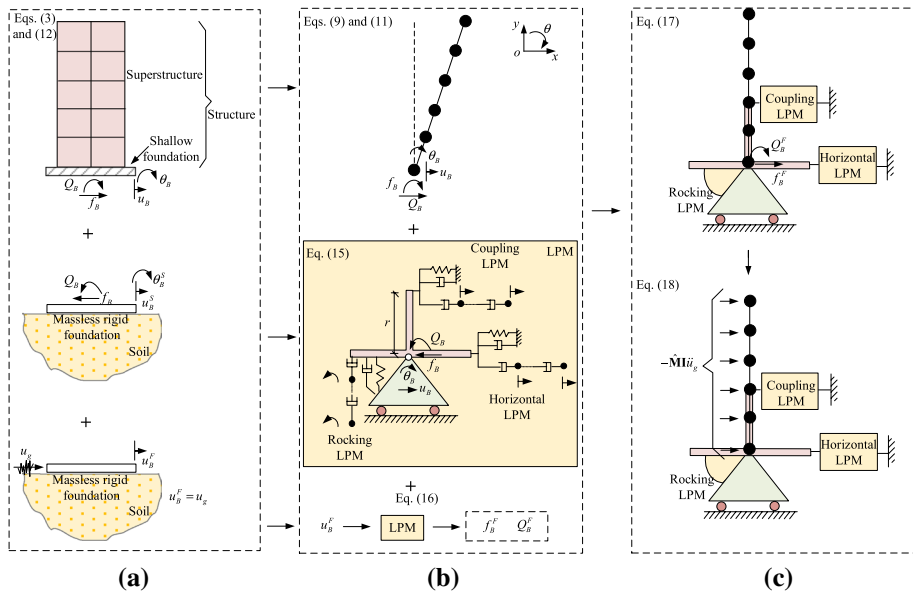 Eqs. (3)
and (12)
Superstructure
Structure
Shallow
foundation
Q_B
f_B
θ_B
u_B
+
Q_B
f_B
θ_B^S
u_B^S
Massless rigid
foundation
Soil
+
u_g
u_B^F
Massless rigid
foundation
u_B^F = u_g
Soil
(a)
Eqs. (9) and (11)
y
θ
o
x
θ_B
u_B
f_B
Q_B
+
Eq. (15)
Coupling
LPM
LPM
r
Q_B
f_B
θ_B
u_B
Horizontal
LPM
Rocking
LPM
+
Eq. (16)
u_B^F
LPM
f_B^F Q_B^F
(b)
Eq. (17)
Coupling
LPM
Q_B^F
Horizontal
LPM
f_B^F
Rocking
LPM
Eq. (18)
−M̂Iü_g
Coupling
LPM
Horizontal
LPM
Rocking
LPM
(c)